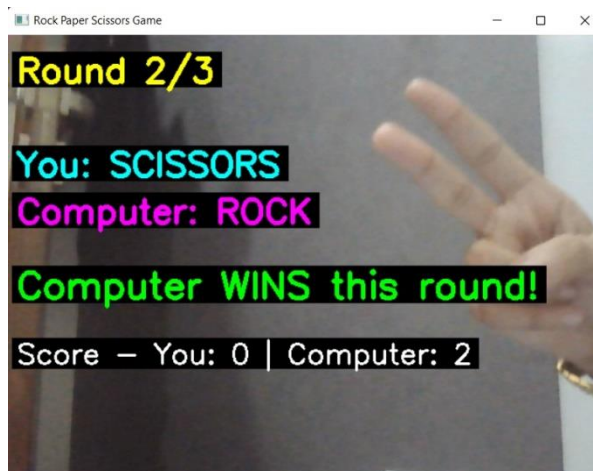 Rock Paper Scissors Game
Round 2/3
You: SCISSORS
Computer: ROCK
Computer WINS this round!
Score - You: 0 | Computer: 2